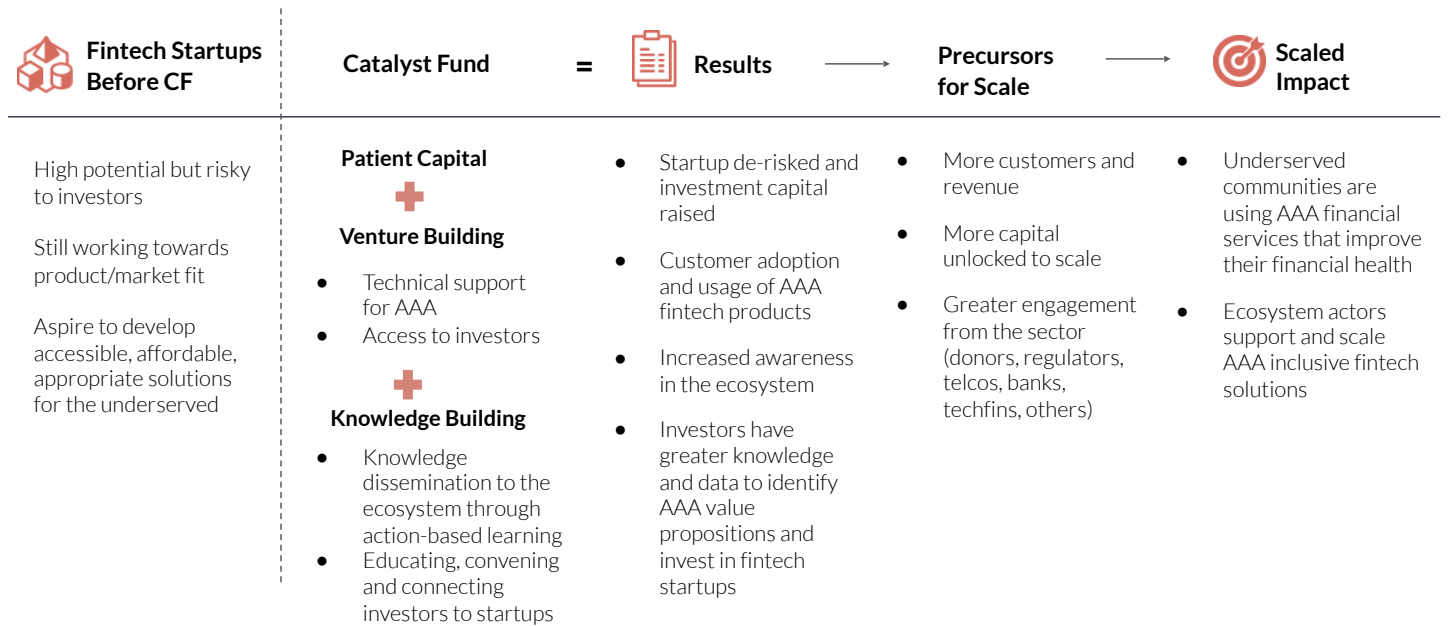 Fintech Startups
Before CF
Catalyst Fund
=
Results
Precursors
for Scale
Scaled
Impact
High potential but risky
to investors
Still working towards
product/market fit
Aspire to develop
accessible, affordable,
appropriate solutions
for the underserved
Patient Capital
Venture Building
● Technical support
for AAA
● Access to investors
Knowledge Building
● Knowledge
dissemination to the
ecosystem through
action-based learning
● Educating, convening
and connecting
investors to startups
● Startup de-risked and
investment capital
raised
● Customer adoption
and usage of AAA
fintech products
● Increased awareness
in the ecosystem
● Investors have
greater knowledge
and data to identify
AAA value
propositions and
invest in fintech
startups
● More customers and
revenue
● More capital
unlocked to scale
● Greater engagement
from the sector
(donors, regulators,
telcos, banks,
techfins, others)
● Underserved
communities are
using AAA financial
services that improve
their financial health
● Ecosystem actors
support and scale
AAA inclusive fintech
solutions